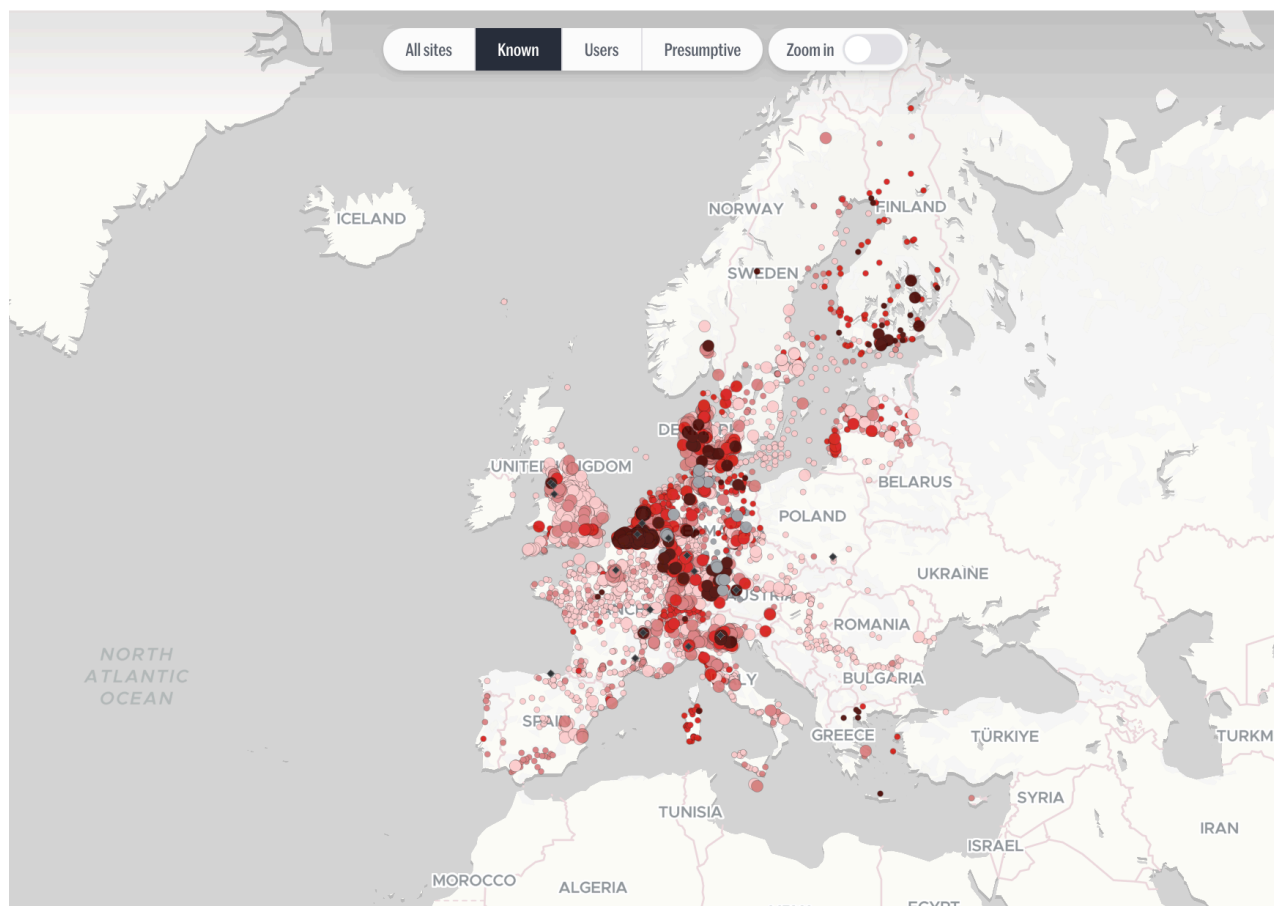 All sites
Known
Users
Presumptive
Zoom in
ICELAND
NORWAY
FINLAND
SWEDEN
UNITED KINGDOM
BELARUS
POLAND
UKRAINE
AUSTRIA
ROMANIA
NORTH
ATLANTIC
OCEAN
BULGARIA
SPAIN
GREECE
TÜRKIYE
TURKM
SYRIA
TUNISIA
IRAN
ISRAEL
MOROCCO
ALGERIA